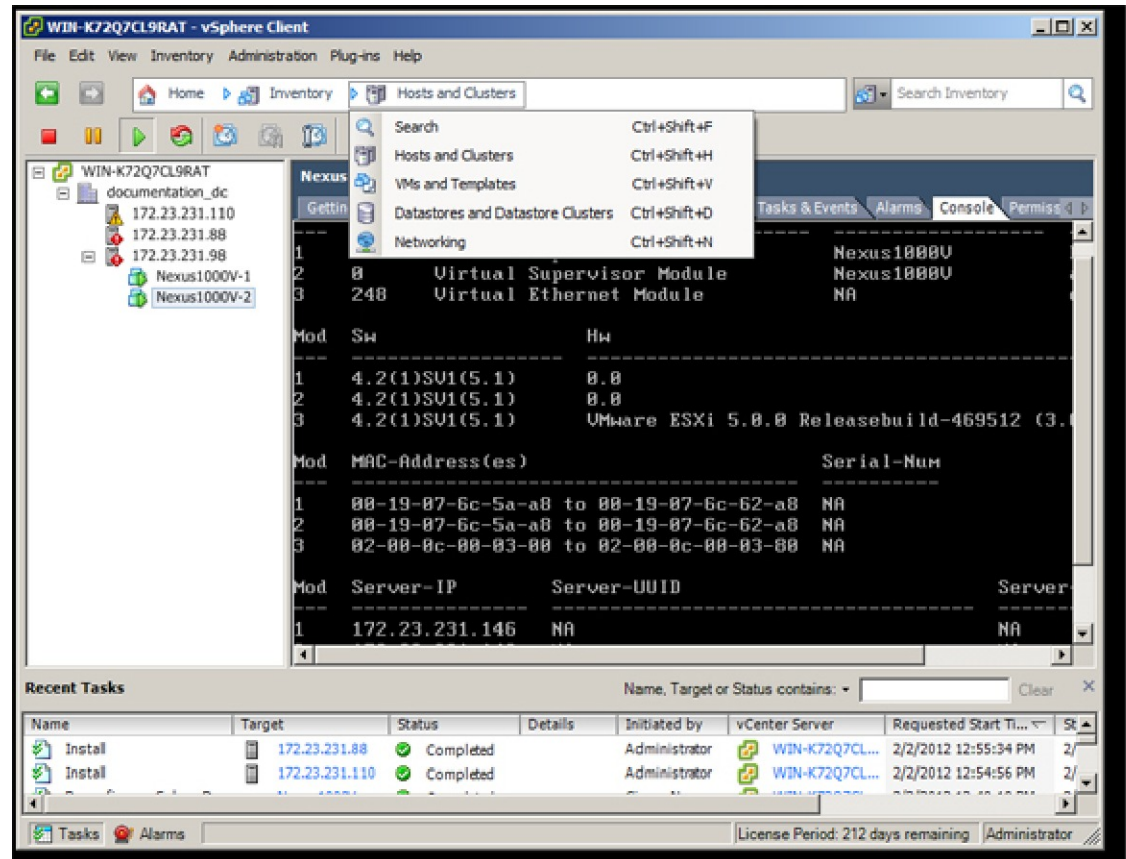 WIN-K72Q7CL9RAT - vSphere Client
File Edit View Inventory Administration Plug-ins Help
Home Inventory Hosts and Clusters Search Inventory
Search Ctrl+Shift+F
Hosts and Clusters Ctrl+Shift+H
VMs and Templates Ctrl+Shift+V
Datastores and Datastore Clusters Ctrl+Shift+D
Networking Ctrl+Shift+N
WIN-K72Q7CL9RAT
documentation_dc
172.23.231.110
172.23.231.88
172.23.231.98
Nexus1000V-1
Nexus1000V-2
Nexus
Gettin Tasks & Events Alarms Console Permiss
--- ------------------
1 Nexus1000V
2 0 Virtual Supervisor Module Nexus1000V
3 248 Virtual Ethernet Module NA
Mod Sw Hw
--- ------------------ ------------------------------------------------
1 4.2(1)SV1(5.1) 0.0
2 4.2(1)SV1(5.1) 0.0
3 4.2(1)SV1(5.1) VMware ESXi 5.0.0 Releasebuild-469512 (3.
Mod MAC-Address(es) Serial-Num
--- -------------------------------------- ----------
1 00-19-07-6c-5a-a8 to 00-19-07-6c-62-a8 NA
2 00-19-07-6c-5a-a8 to 00-19-07-6c-62-a8 NA
3 02-00-0c-00-03-00 to 02-00-0c-00-03-80 NA
Mod Server-IP Server-UUID Server-
--- --------------- ------------------------------------ --------
1 172.23.231.146 NA NA
Recent Tasks Name, Target or Status contains: Clear
Name Target Status Details Initiated by vCenter Server Requested Start Ti... St
Install 172.23.231.88 Completed Administrator WIN-K72Q7CL... 2/2/2012 12:55:34 PM 2/
Install 172.23.231.110 Completed Administrator WIN-K72Q7CL... 2/2/2012 12:54:56 PM 2/
Tasks Alarms License Period: 212 days remaining Administrator